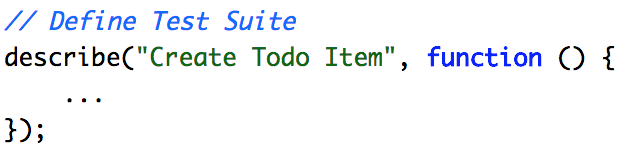 // Define Test Suite
describe("Create Todo Item", function () {
    ...
});